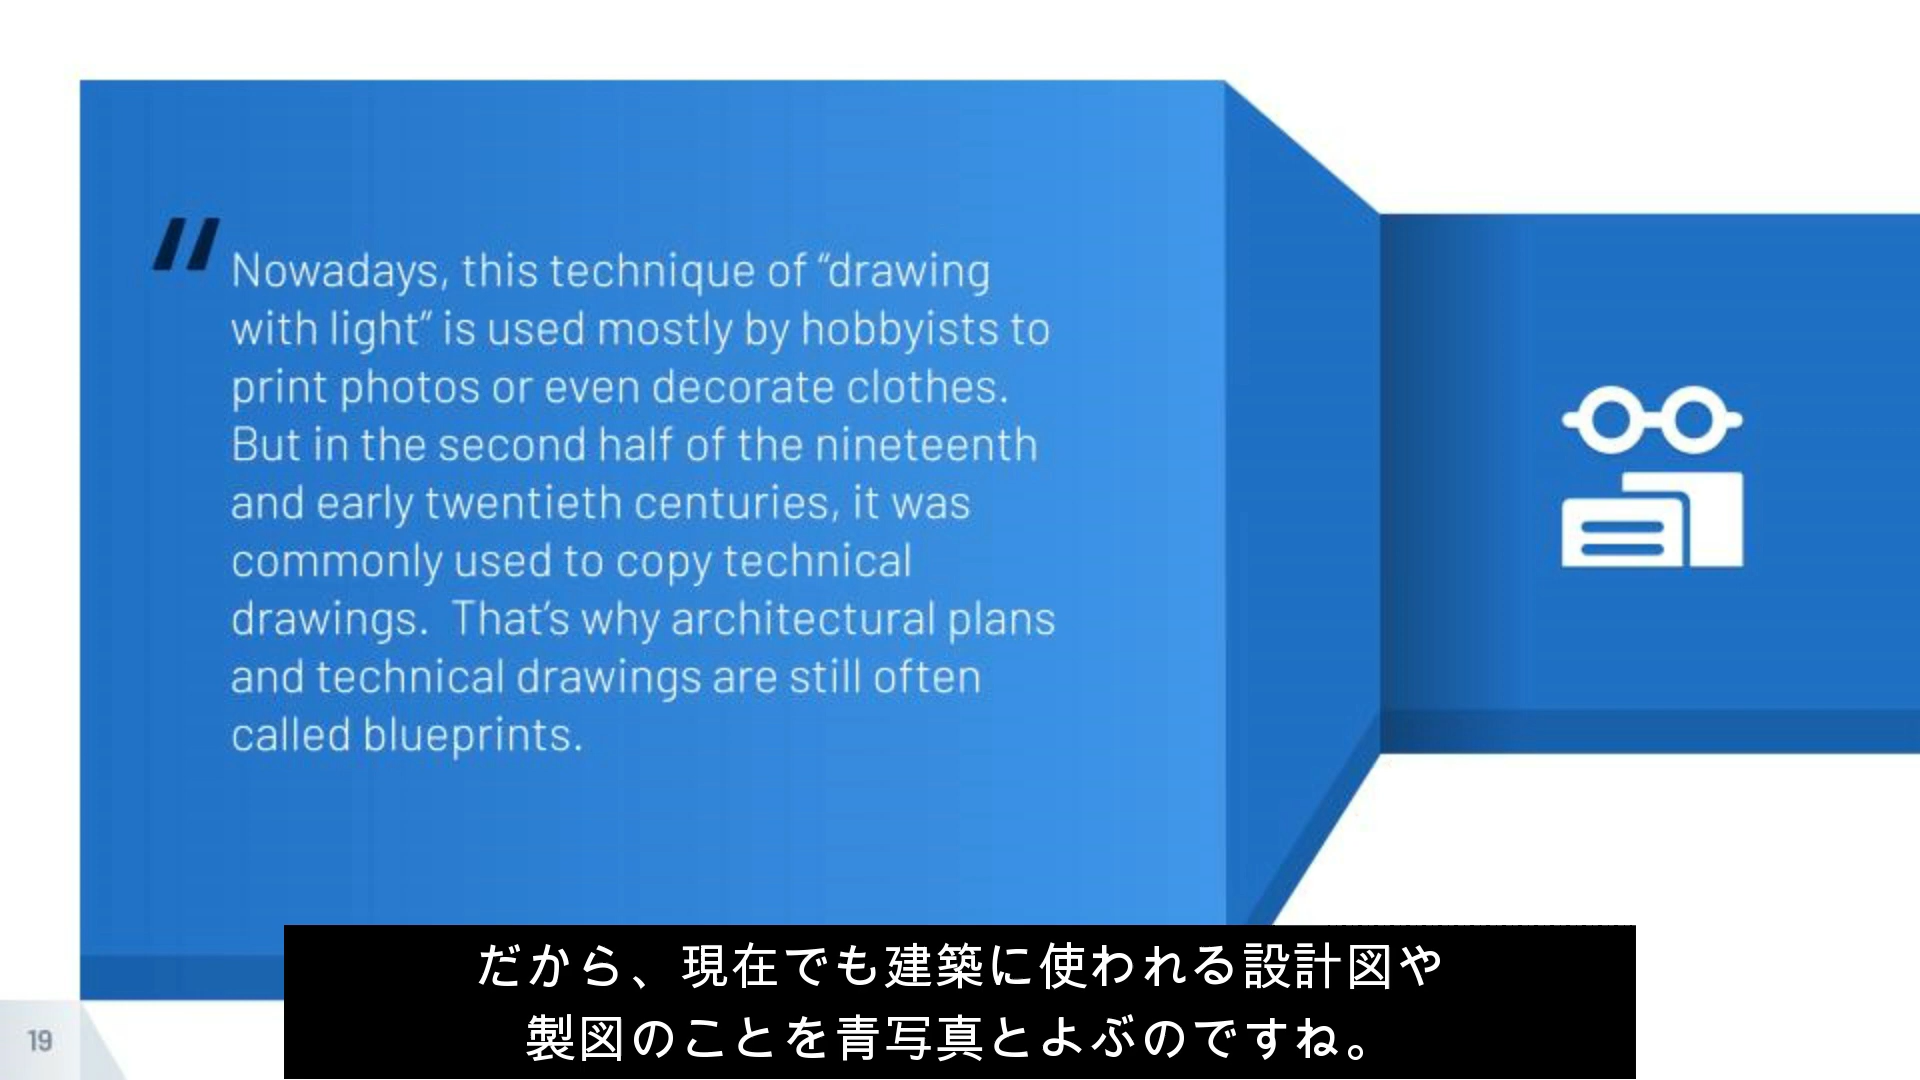 “
Nowadays, this technique of “drawing
with light” is used mostly by hobbyists to
print photos or even decorate clothes.
But in the second half of the nineteenth
and early twentieth centuries, it was
commonly used to copy technical
drawings.  That’s why architectural plans
and technical drawings are still often
called blueprints.
だから、現在でも建築に使われる設計図や
製図のことを青写真とよぶのですね。
19